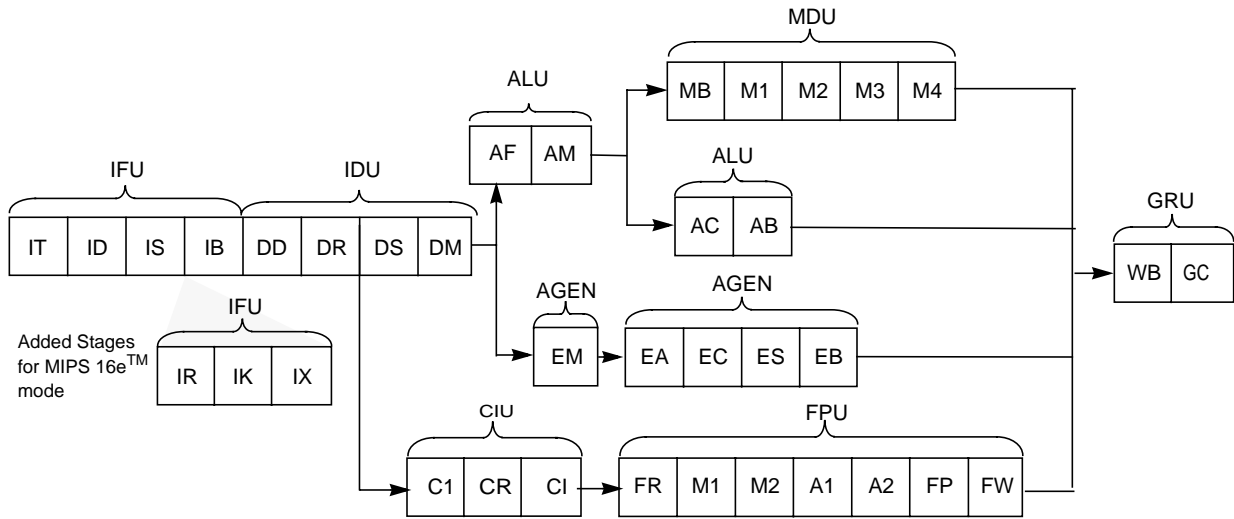 MDU
MB M1 M2 M3 M4
ALU
AF AM
ALU
AC AB
IFU IDU
IT ID IS IB DD DR DS DM
GRU
WB GC
AGEN AGEN
EM EA EC ES EB
IFU
IR IK IX
Added Stages
for MIPS 16e™
mode
CIU FPU
C1 CR CI FR M1 M2 A1 A2 FP FW